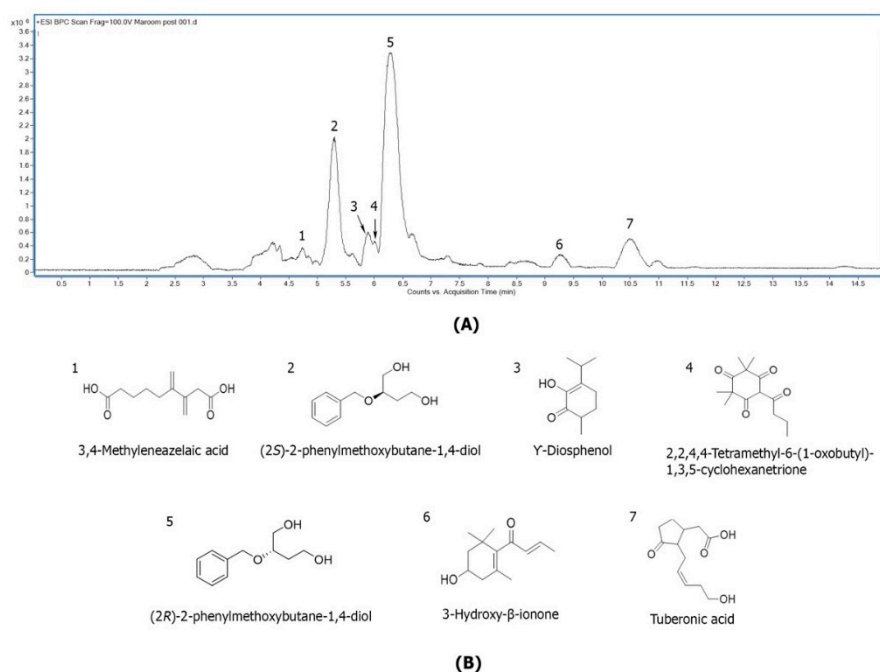 x10 6 +ESI BPC Scan Frag=100.0V Maroom post 001.d
1
3.6
3.4
3.2
3
2.8
2.6
2.4
2.2
2
1.8
1.6
1.4
1.2
1
0.8
0.6
0.4
0.2
0
1
2
3
4
5
6
7
0.5 1 1.5 2 2.5 3 3.5 4 4.5 5 5.5 6 6.5 7 7.5 8 8.5 9 9.5 10 10.5 11 11.5 12 12.5 13 13.5 14 14.5
Counts vs. Acquisition Time (min)
(A)
1
HO
O
OH
O
3,4-Methyleneazelaic acid
2
OH
O
OH
(2S)-2-phenylmethoxybutane-1,4-diol
3
HO
O
ϒ-Diosphenol
4
O
O
O
O
2,2,4,4-Tetramethyl-6-(1-oxobutyl)-
1,3,5-cyclohexanetrione
5
OH
O
OH
(2R)-2-phenylmethoxybutane-1,4-diol
6
O
HO
3-Hydroxy-β-ionone
7
OH
O
O
OH
Tuberonic acid
(B)